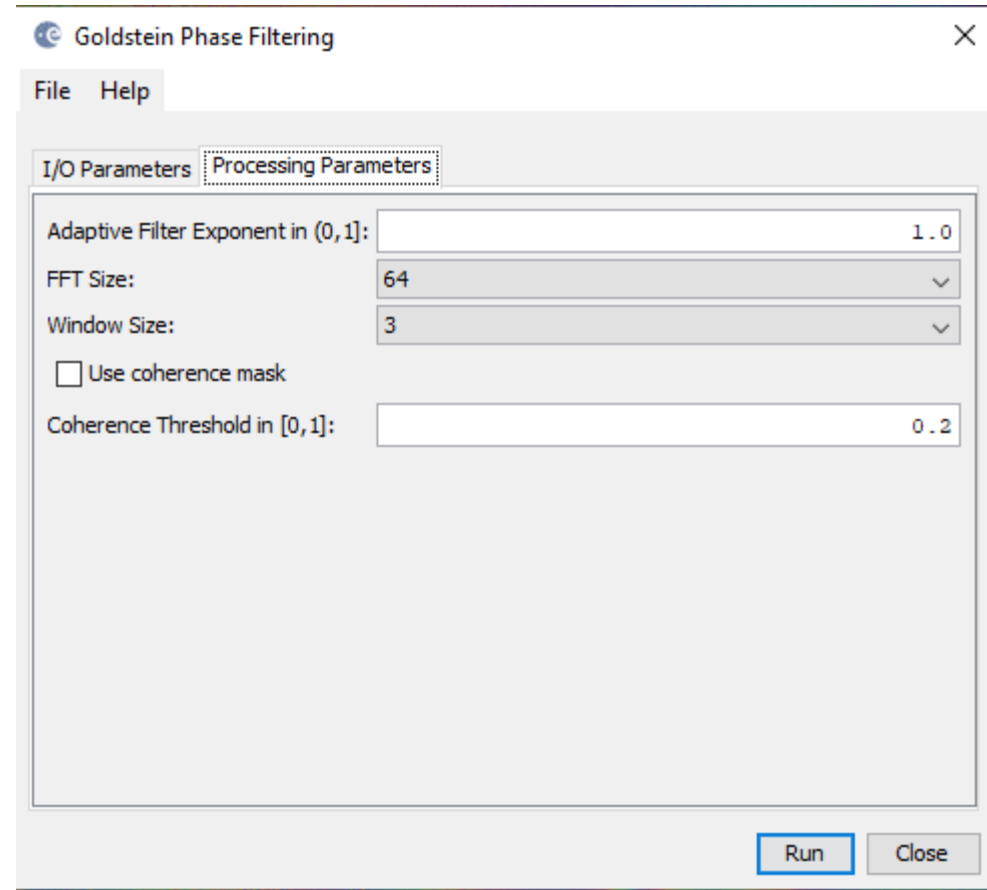 Goldstein Phase Filtering
File Help
I/O Parameters Processing Parameters
Adaptive Filter Exponent in (0,1]: 1.0
FFT Size: 64
Window Size: 3
Use coherence mask
Coherence Threshold in [0,1]: 0.2
Run Close